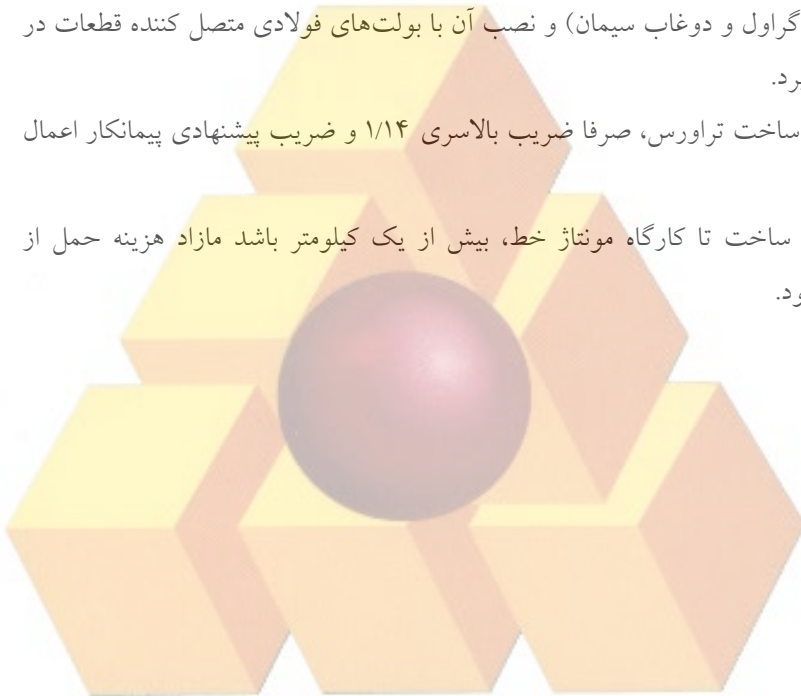 گراول و دوغاب سیمان) و نصب آن با بولت‌های فولادی متصل کننده قطعات در
ساخت تراورس، صرفا ضریب بالاسری ۱/۱۴ و ضریب پیشنهادی پیمانکار اعمال
ساخت تا کارگاه مونتاژ خط، بیش از یک کیلومتر باشد مازاد هزینه حمل از